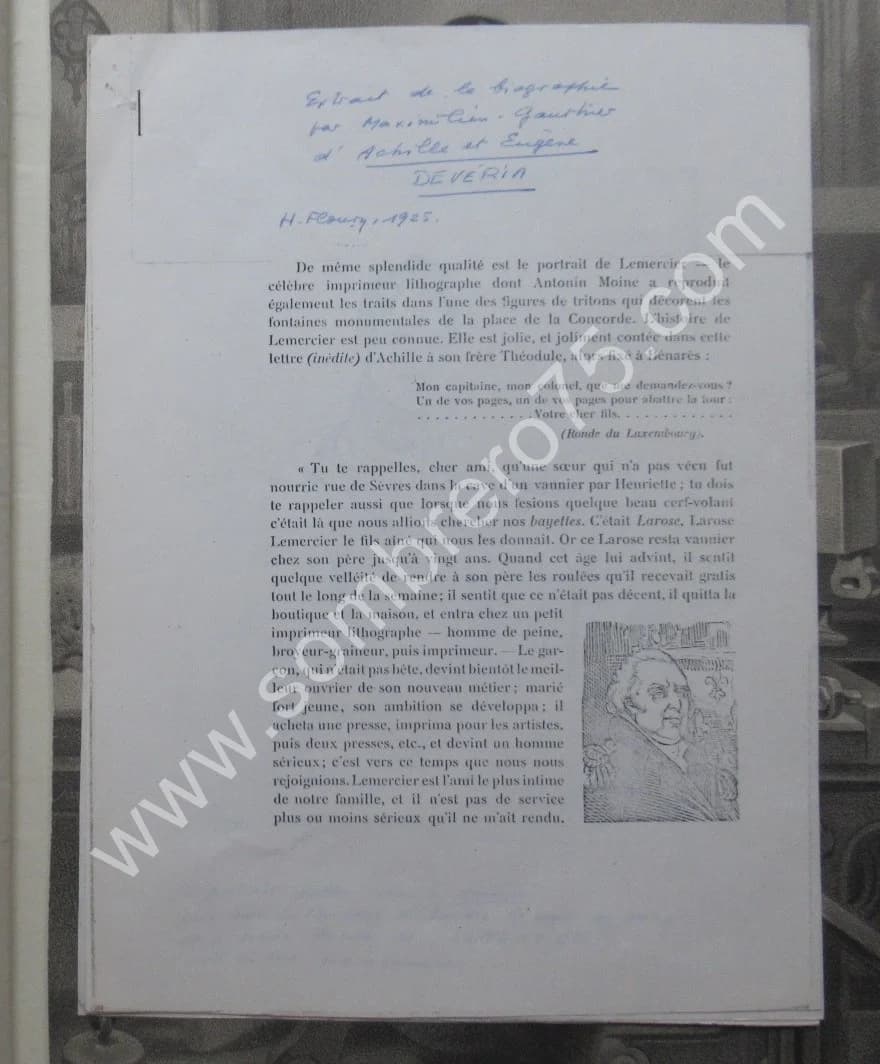 Extrait de la biographie
par Maximilien-Gauthier
d'Achille et Eugène
DEVÉRIA
H. Floury, 1925.
De même splendide qualité est le portrait de Lemercier — le
célèbre imprimeur lithographe dont Antonin Moine a reproduit
également les traits dans l'une des figures de tritons qui décorent les
fontaines monumentales de la place de la Concorde. L'histoire de
Lemercier est peu connue. Elle est jolie, et joliment contée dans cette
lettre (inédite) d'Achille à son frère Théodule, alors fixé à Bénarès :
Mon capitaine, mon colonel, que me demandez-vous ?
Un de vos pages, un de vos pages pour abattre la tour :
. . . . . . . . . . . . . Votre cher fils. . . . . . . . . . . . .
(Ronde du Luxembourg).
« Tu te rappelles, cher ami, qu'une sœur qui n'a pas vécu fut
nourrie rue de Sèvres dans la cave d'un vannier par Henriette ; tu dois
te rappeler aussi que lorsque nous fesions quelque beau cerf-volant
c'était là que nous allions chercher nos bayettes. C'était Larose, Larose
Lemercier le fils aîné qui nous les donnait. Or ce Larose resta vannier
chez son père jusqu'à vingt ans. Quand cet âge lui advint, il sentit
quelque velléité de rendre à son père les roulées qu'il recevait gratis
tout le long de la semaine ; il sentit que ce n'était pas décent, il quitta la
boutique et la maison, et entra chez un petit
imprimeur lithographe — homme de peine,
broyeur-graineur, puis imprimeur. — Le gar-
çon, qui n'était pas bête, devint bientôt le meil-
leur ouvrier de son nouveau métier ; marié
fort jeune, son ambition se développa ; il
acheta une presse, imprima pour les artistes,
puis deux presses, etc., et devint un homme
sérieux ; c'est vers ce temps que nous nous
rejoignions. Lemercier est l'ami le plus intime
de notre famille, et il n'est pas de service
plus ou moins sérieux qu'il ne m'ait rendu.
www.sombrero75.com